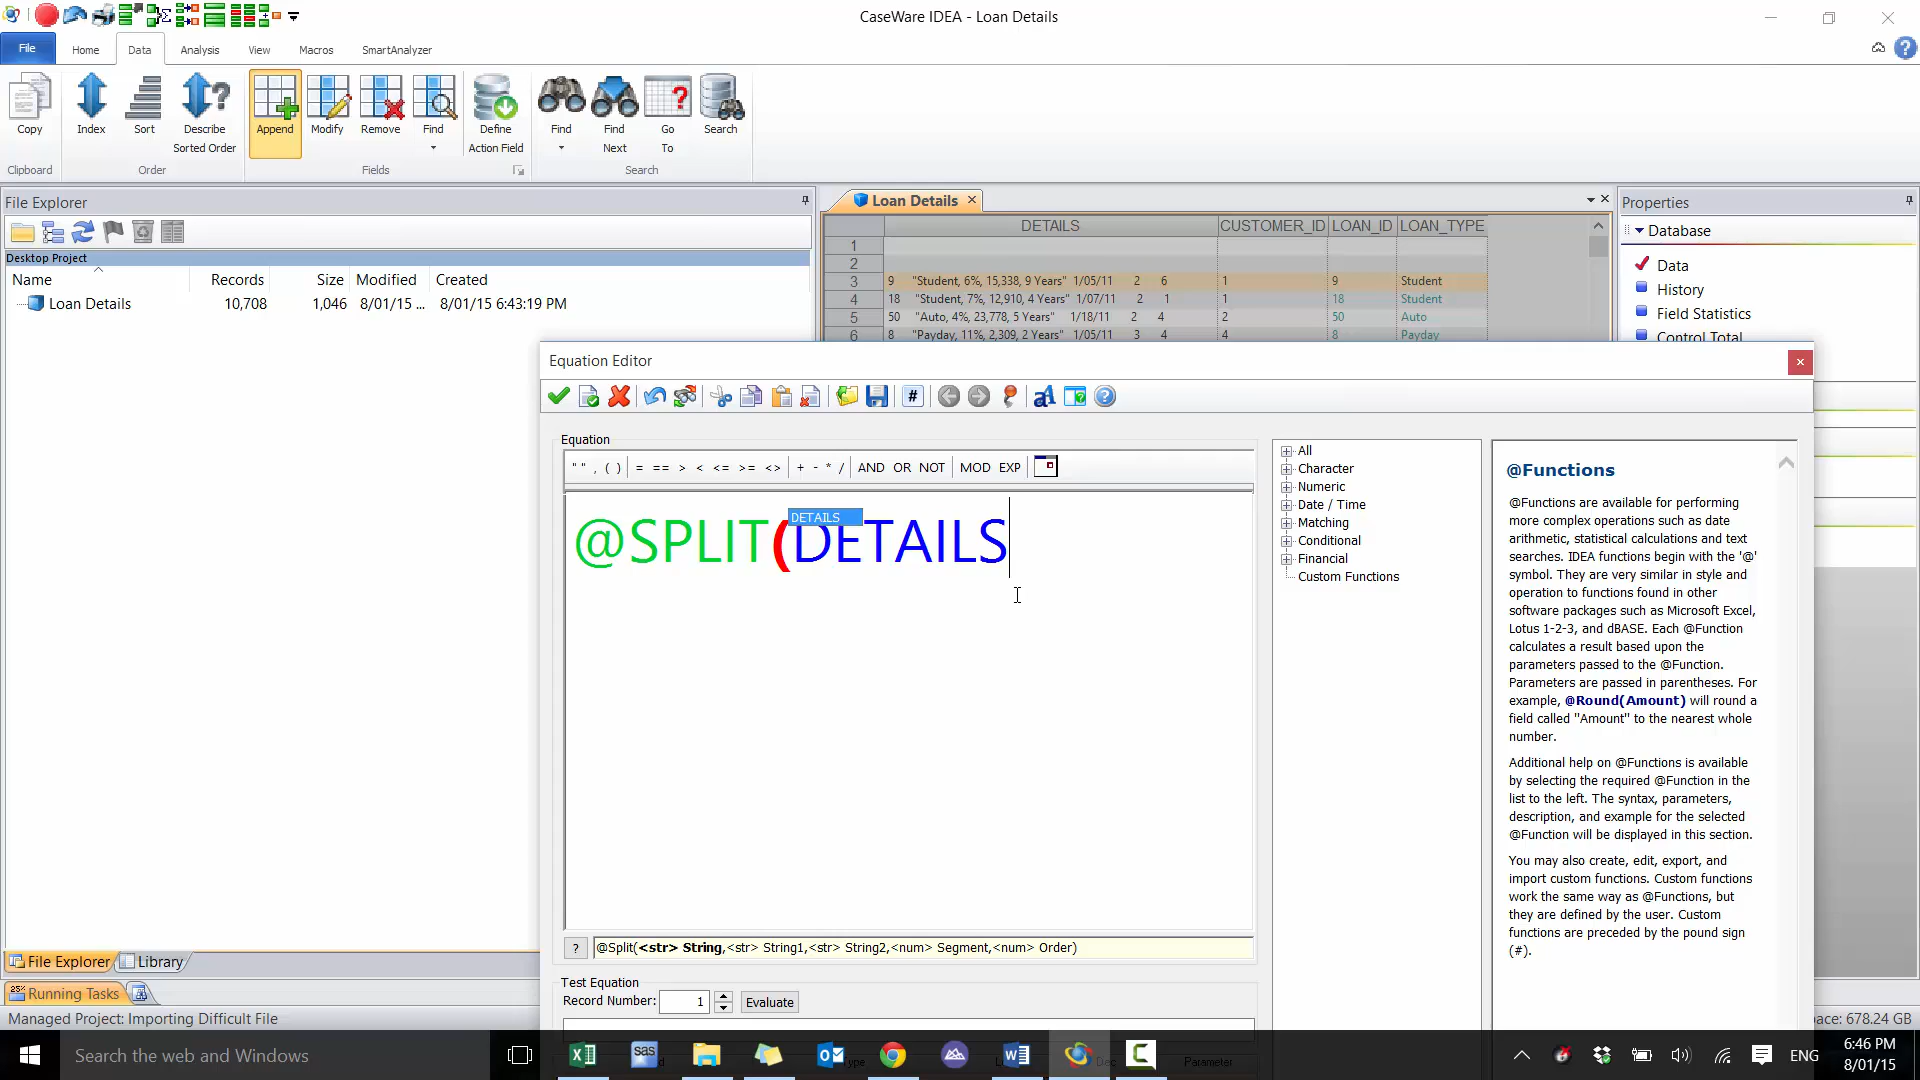 CaseWare IDEA - Loan Details
File Home Data Analysis View Macros SmartAnalyzer
Copy
Index
Sort
Describe
Sorted Order
Append
Modify
Remove
Find
Define
Action Field
Find
Find
Next
Go
To
Search
Clipboard
Order
Fields
Search
File Explorer
Desktop Project
Name Records Size Modified Created
Loan Details 10,708 1,046 8/01/15 ... 8/01/15 6:43:19 PM
Loan Details
DETAILS CUSTOMER_ID LOAN_ID LOAN_TYPE
1
2
3 9 "Student, 6%, 15,338, 9 Years" 1/05/11 2 6 1 9 Student
4 18 "Student, 7%, 12,910, 4 Years" 1/07/11 2 1 1 18 Student
5 50 "Auto, 4%, 23,778, 5 Years" 1/18/11 2 4 2 50 Auto
6 8 "Payday, 11%, 2,309, 2 Years" 1/05/11 3 4 4 8 Payday
Properties
Database
Data
History
Field Statistics
Control Total
Equation Editor
Equation
" " , ( ) = == > < <= >= <> + - * / AND OR NOT MOD EXP
DETAILS
@SPLIT(DETAILS
All
Character
Numeric
Date / Time
Matching
Conditional
Financial
Custom Functions
@Functions
@Functions are available for performing
more complex operations such as date
arithmetic, statistical calculations and text
searches. IDEA functions begin with the '@'
symbol. They are very similar in style and
operation to functions found in other
software packages such as Microsoft Excel,
Lotus 1-2-3, and dBASE. Each @Function
calculates a result based upon the
parameters passed to the @Function.
Parameters are passed in parentheses. For
example, @Round(Amount) will round a
field called "Amount" to the nearest whole
number.
Additional help on @Functions is available
by selecting the required @Function in the
list to the left. The syntax, parameters,
description, and example for the selected
@Function will be displayed in this section.
You may also create, edit, export, and
import custom functions. Custom functions
work the same way as @Functions, but
they are defined by the user. Custom
functions are preceded by the pound sign
(#).
? @Split(<str> String,<str> String1,<str> String2,<num> Segment,<num> Order)
Test Equation
Record Number: 1 Evaluate
File Explorer Library
Running Tasks
Managed Project: Importing Difficult File
pace: 678.24 GB
Search the web and Windows
Parameter
ENG
6:46 PM
8/01/15